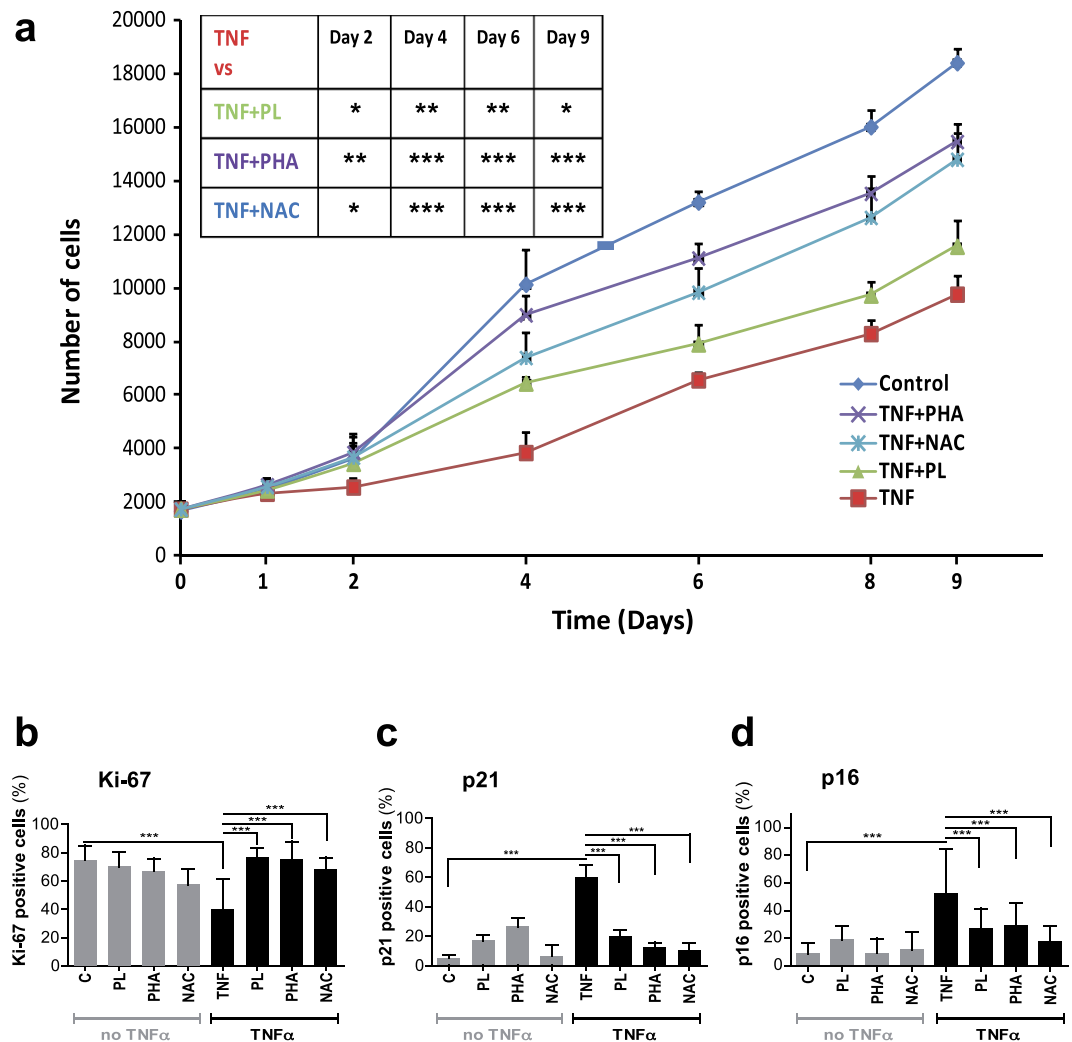 a
20000
18000
16000
14000
12000
10000
8000
6000
4000
2000
0
Number of cells
TNF vs Day 2 Day 4 Day 6 Day 9
TNF+PL * ** ** *
TNF+PHA ** *** *** ***
TNF+NAC * *** *** ***
Control
TNF+PHA
TNF+NAC
TNF+PL
TNF
0 1 2 4 6 8 9
Time (Days)
b
Ki-67
Ki-67 positive cells (%)
100
80
60
40
20
0
***
***
***
***
C PL PHA NAC TNF PL PHA NAC
no TNFα TNFα
c
p21
p21 positive cells (%)
100
80
60
40
20
0
***
***
***
***
C PL PHA NAC TNF PL PHA NAC
no TNFα TNFα
d
p16
p16 positive cells (%)
100
80
60
40
20
0
***
***
***
***
C PL PHA NAC TNF PL PHA NAC
no TNFα TNFα